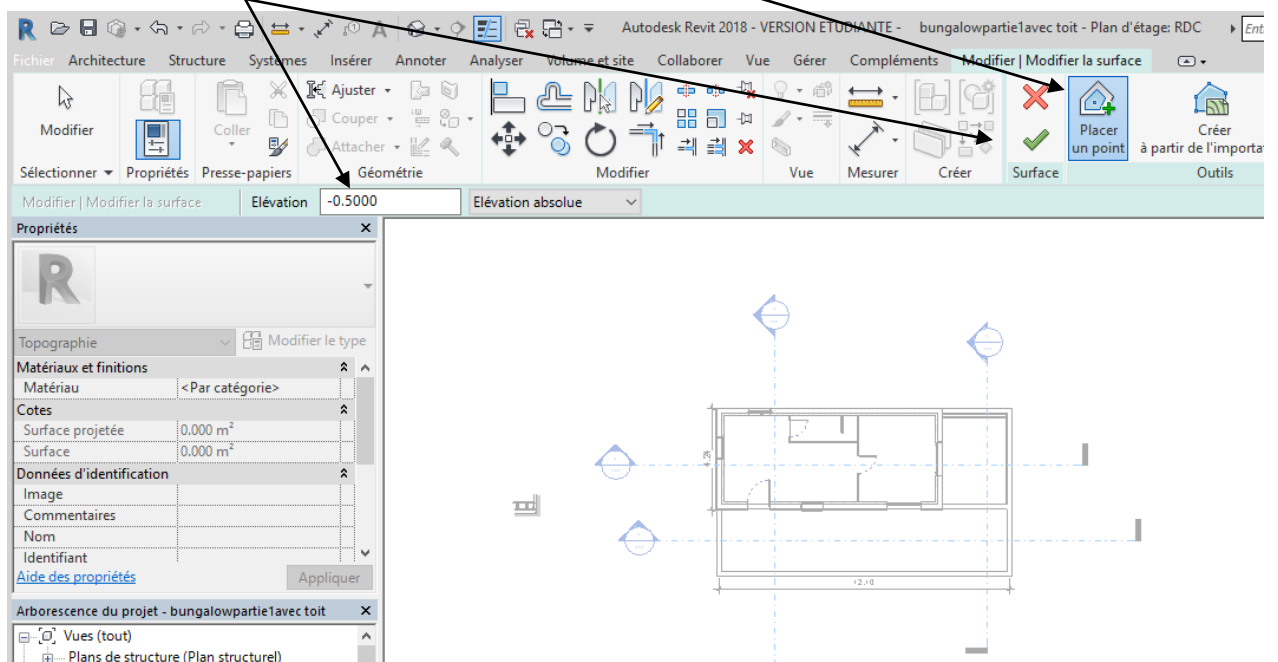 Autodesk Revit 2018 - VERSION ETUDIANTE - bungalowpartie1avec toit - Plan d'étage: RDC
Fichier Architecture Structure Systèmes Insérer Annoter Analyser Volume et site Collaborer Vue Gérer Compléments Modifier | Modifier la surface
Modifier Coller Ajuster Couper Attacher Placer un point Créer à partir de l'importa
Sélectionner Propriétés Presse-papiers Géométrie Modifier Vue Mesurer Créer Surface Outils
Modifier | Modifier la surface Elévation -0.5000 Elévation absolue
Propriétés
Topographie Modifier le type
Matériaux et finitions
Matériau <Par catégorie>
Cotes
Surface projetée 0.000 m²
Surface 0.000 m²
Données d'identification
Image
Commentaires
Nom
Identifiant
Aide des propriétés Appliquer
Arborescence du projet - bungalowpartie1avec toit
Vues (tout)
Plans de structure (Plan structurel)